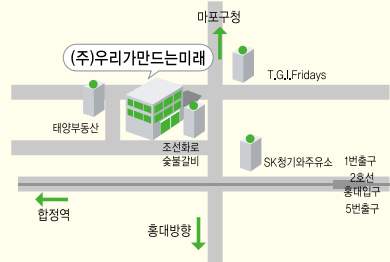 마포구청
(주)우리가만드는미래
T.G.I.Fridays
태양부동산
조선화로
숯불갈비
SK청기와주유소
1번출구
2호선
홍대입구
5번출구
합정역
홍대방향